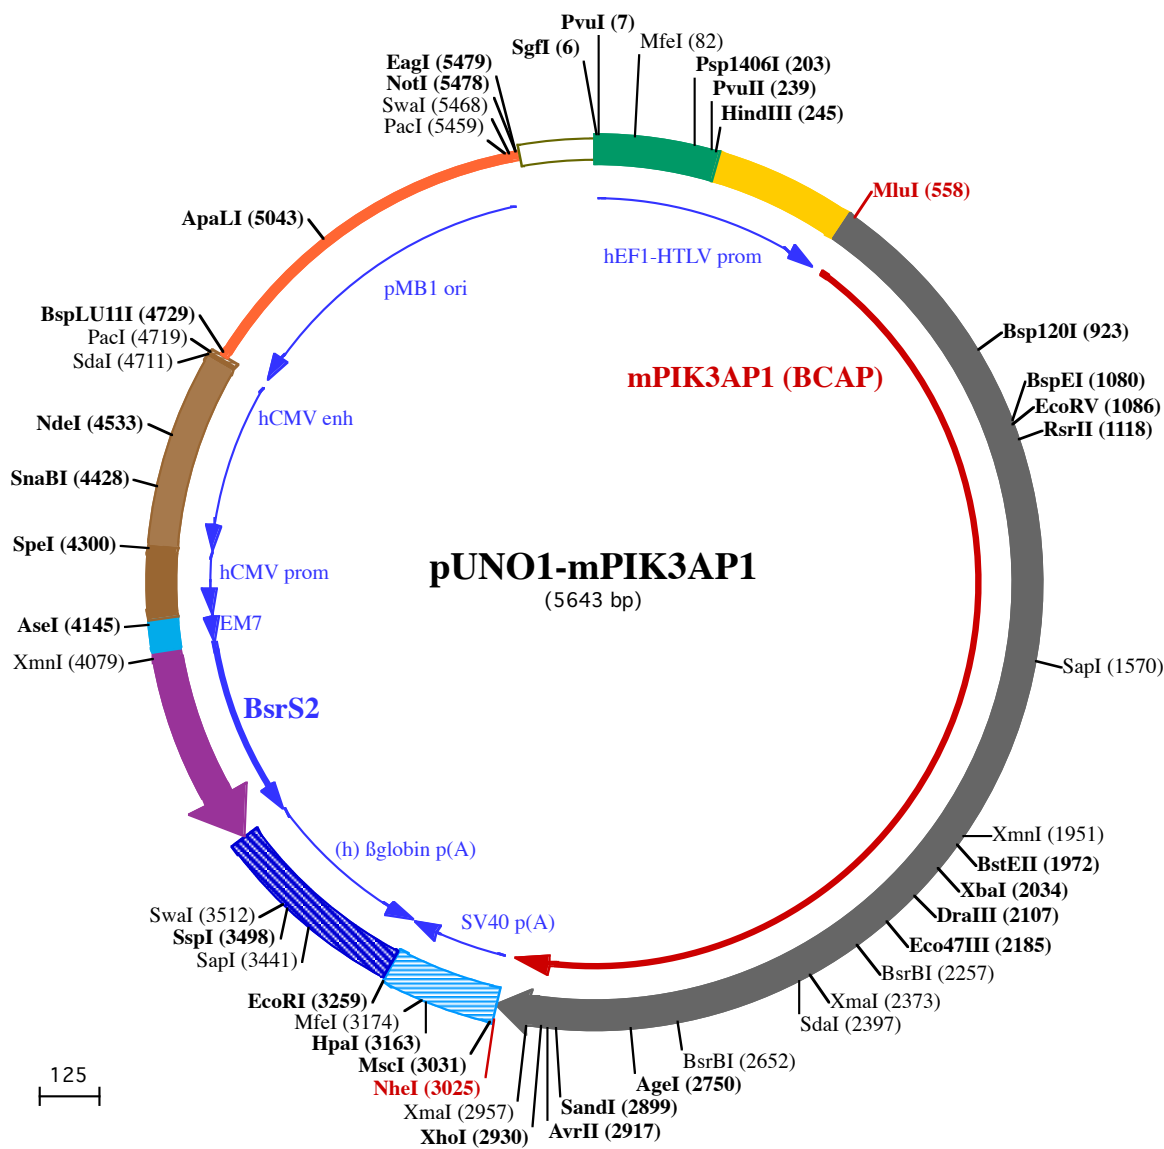 PvuI (7)
SgfI (6)
MfeI (82)
Psp1406I (203)
PvuII (239)
HindIII (245)
EagI (5479)
NotI (5478)
SwaI (5468)
PacI (5459)
MluI (558)
ApaLI (5043)
hEF1-HTLV prom
pMB1 ori
BspLU11I (4729)
PacI (4719)
SdaI (4711)
Bsp120I (923)
mPIK3AP1 (BCAP)
BspEI (1080)
EcoRV (1086)
RsrII (1118)
hCMV enh
NdeI (4533)
SnaBI (4428)
SpeI (4300)
pUNO1-mPIK3AP1
(5643 bp)
hCMV prom
AseI (4145)
EM7
XmnI (4079)
SapI (1570)
BsrS2
XmnI (1951)
BstEII (1972)
XbaI (2034)
DraIII (2107)
Eco47III (2185)
BsrBI (2257)
XmaI (2373)
SdaI (2397)
(h) ßglobin p(A)
SV40 p(A)
SwaI (3512)
SspI (3498)
SapI (3441)
EcoRI (3259)
MfeI (3174)
HpaI (3163)
MscI (3031)
NheI (3025)
XmaI (2957)
XhoI (2930)
BsrBI (2652)
AgeI (2750)
SandI (2899)
AvrII (2917)
125